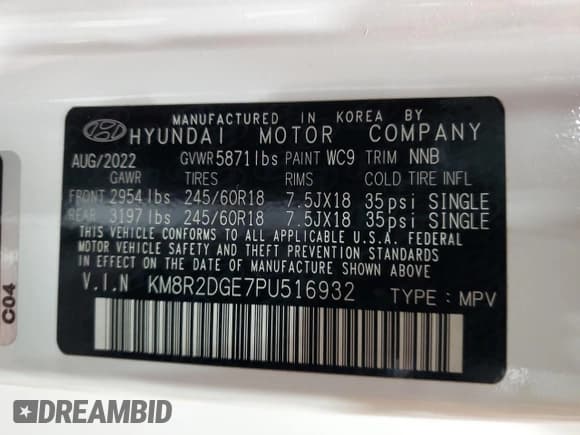 MANUFACTURED IN KOREA BY
HYUNDAI MOTOR COMPANY
AUG/2022 GVWR 5871lbs PAINT WC9 TRIM NNB
GAWR TIRES RIMS COLD TIRE INFL
FRONT 2954 lbs 245/60R18 7.5JX18 35psi SINGLE
REAR 3197 lbs 245/60R18 7.5JX18 35psi SINGLE
THIS VEHICLE CONFORMS TO ALL APPLICABLE U.S.A. FEDERAL
MOTOR VEHICLE SAFETY AND THEFT PREVENTION STANDARDS
IN EFFECT ON THE DATE OF MANUFACTURE SHOWN ABOVE.
V.I.N KM8R2DGE7PU516932 TYPE : MPV
C04
DREAMBID